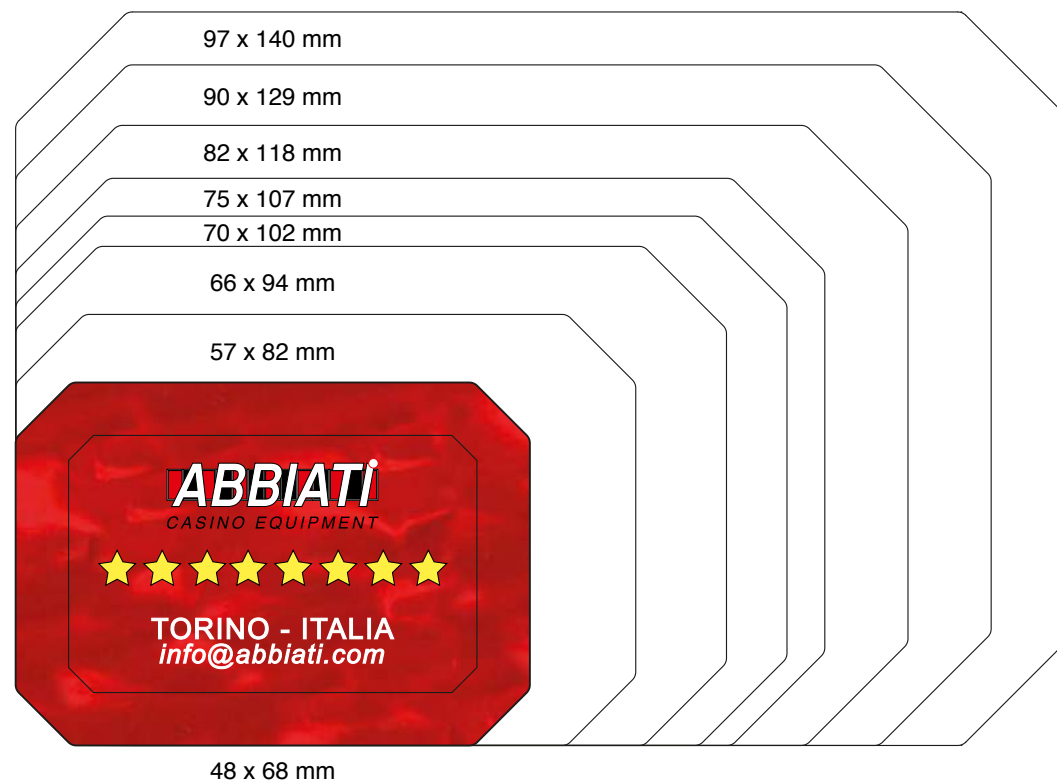 97 x 140 mm
90 x 129 mm
82 x 118 mm
75 x 107 mm
70 x 102 mm
66 x 94 mm
57 x 82 mm
ABBIATi
CASINO EQUIPMENT
TORINO - ITALIA
info@abbiati.com
48 x 68 mm